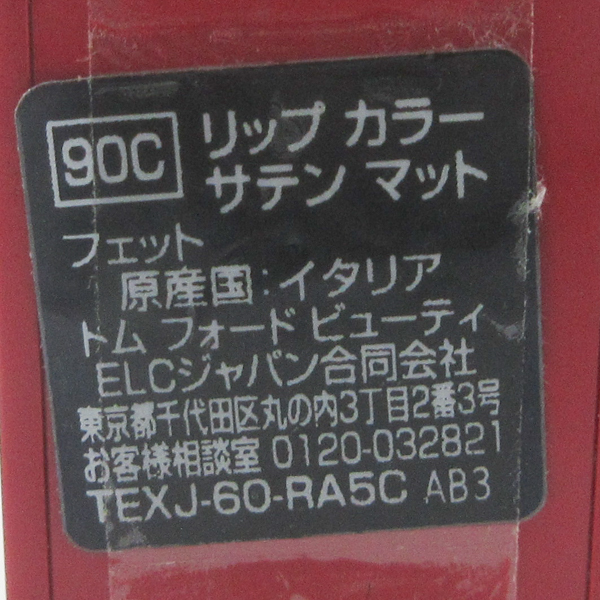 90C リップ カラー
サテン マット
フェット
原産国:イタリア
トム フォード ビューティ
ELCジャパン合同会社
東京都千代田区丸の内3丁目2番3号
お客様相談室 0120-032821
TEXJ-60-RA5C AB3